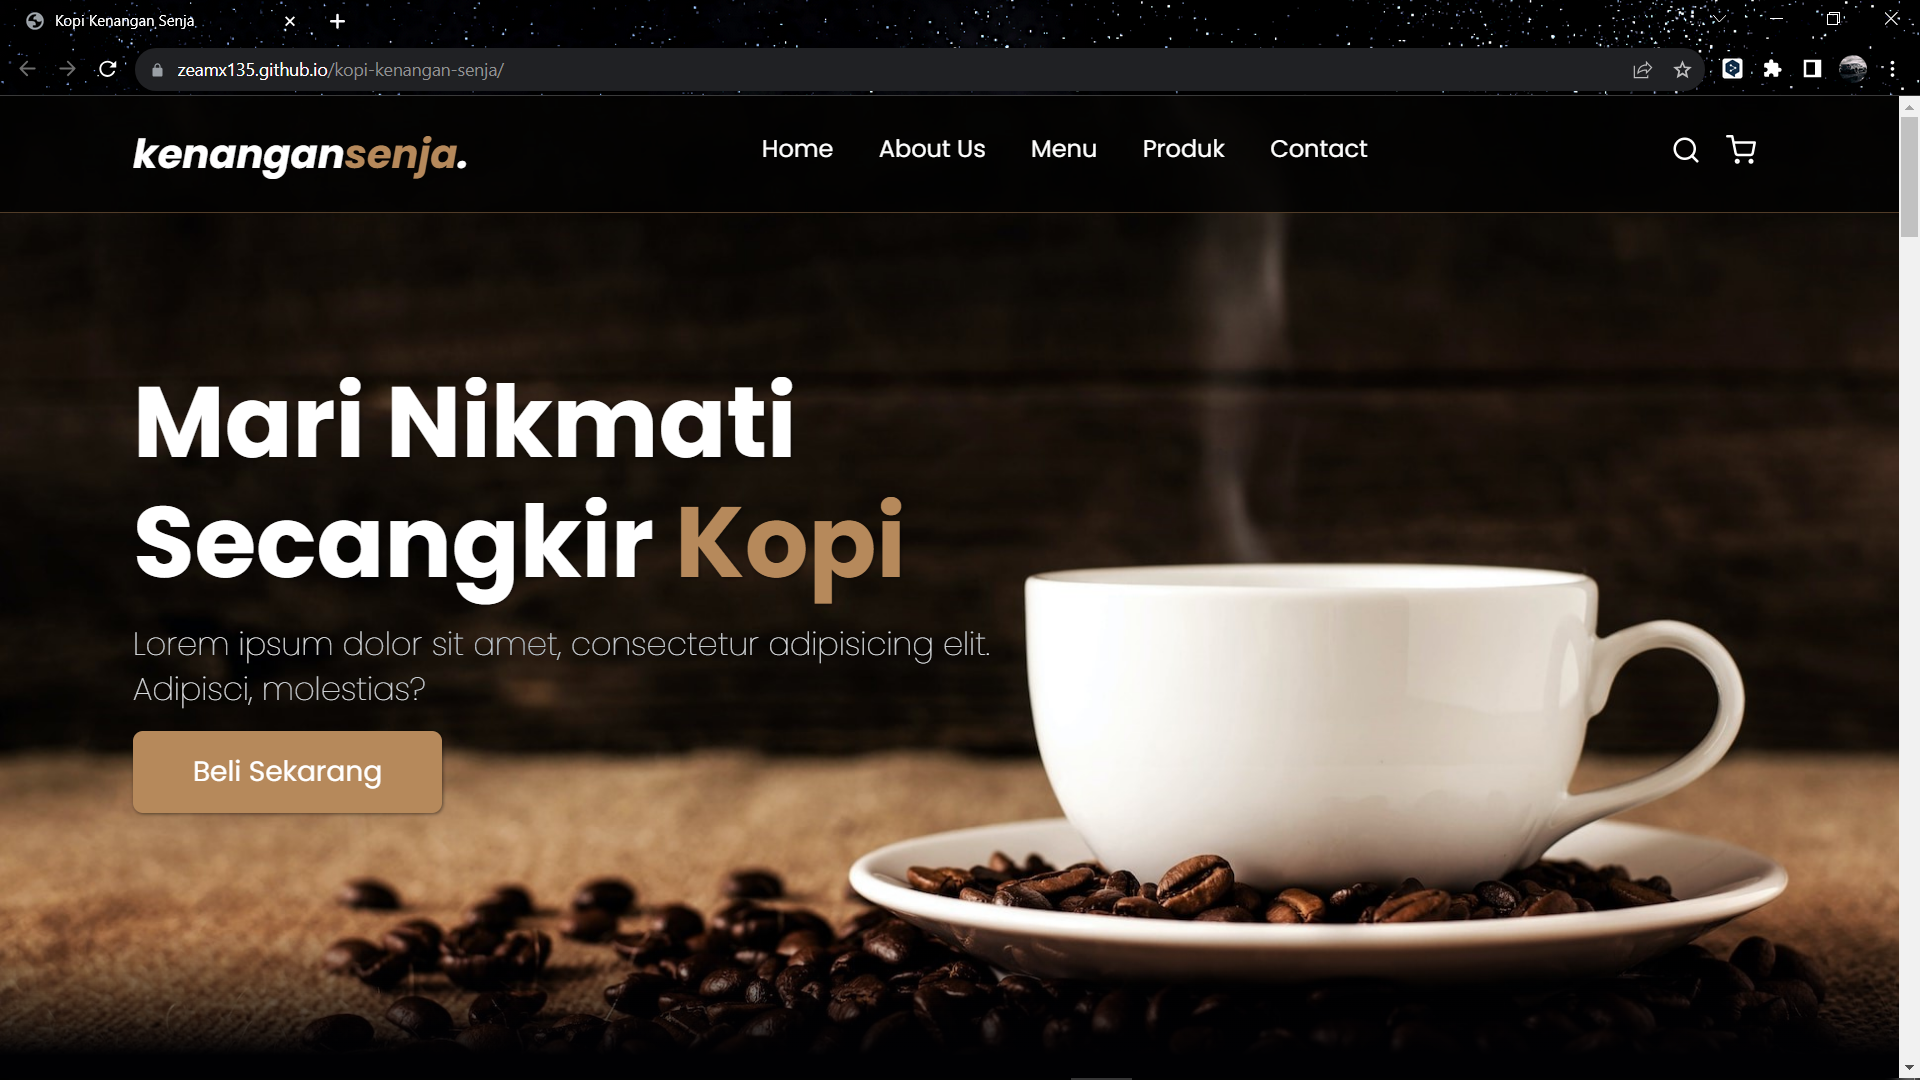 Kopi Kenangan Senja
zeamx135.github.io/kopi-kenangan-senja/
kenangansenja.
Home About Us Menu Produk Contact
Mari Nikmati
Secangkir Kopi
Lorem ipsum dolor sit amet, consectetur adipisicing elit.
Adipisci, molestias?
Beli Sekarang